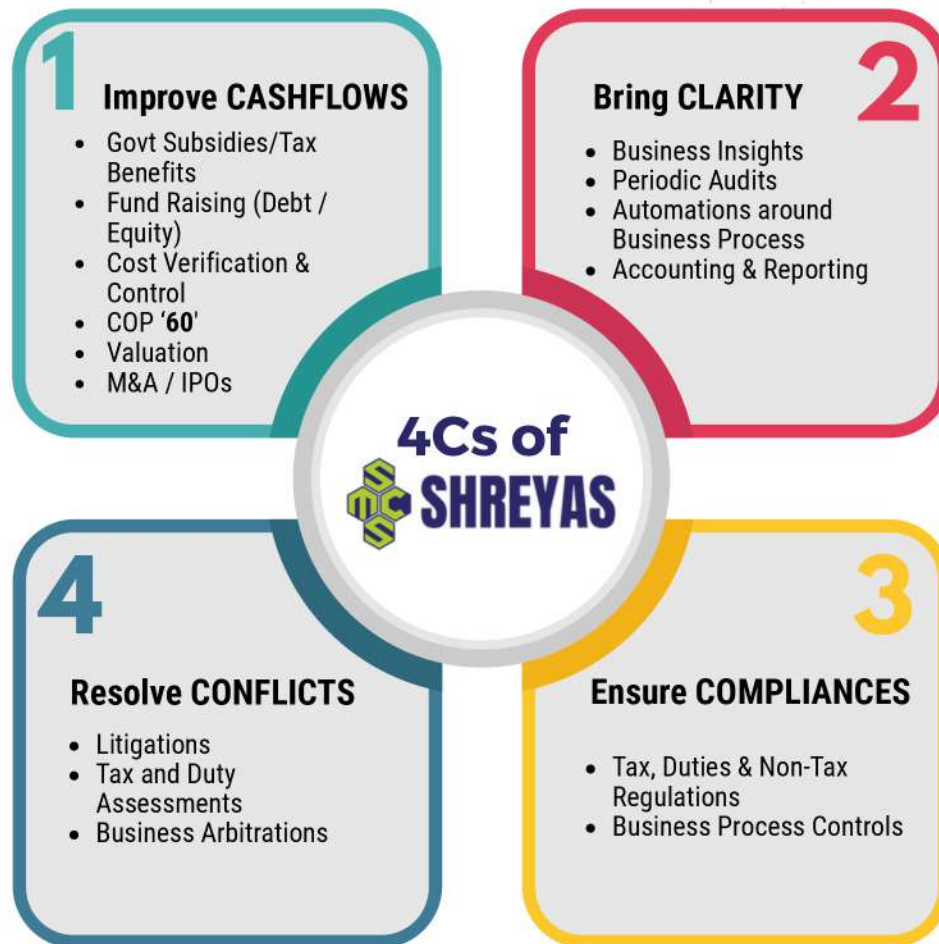 1
Improve CASHFLOWS
• Govt Subsidies/Tax
Benefits
• Fund Raising (Debt /
Equity)
• Cost Verification &
Control
• COP ‘60'
• Valuation
• M&A / IPOs
2
Bring CLARITY
• Business Insights
• Periodic Audits
• Automations around
Business Process
• Accounting & Reporting
4Cs of
SMCS SHREYAS
4
Resolve CONFLICTS
• Litigations
• Tax and Duty
Assessments
• Business Arbitrations
3
Ensure COMPLIANCES
• Tax, Duties & Non-Tax
Regulations
• Business Process Controls